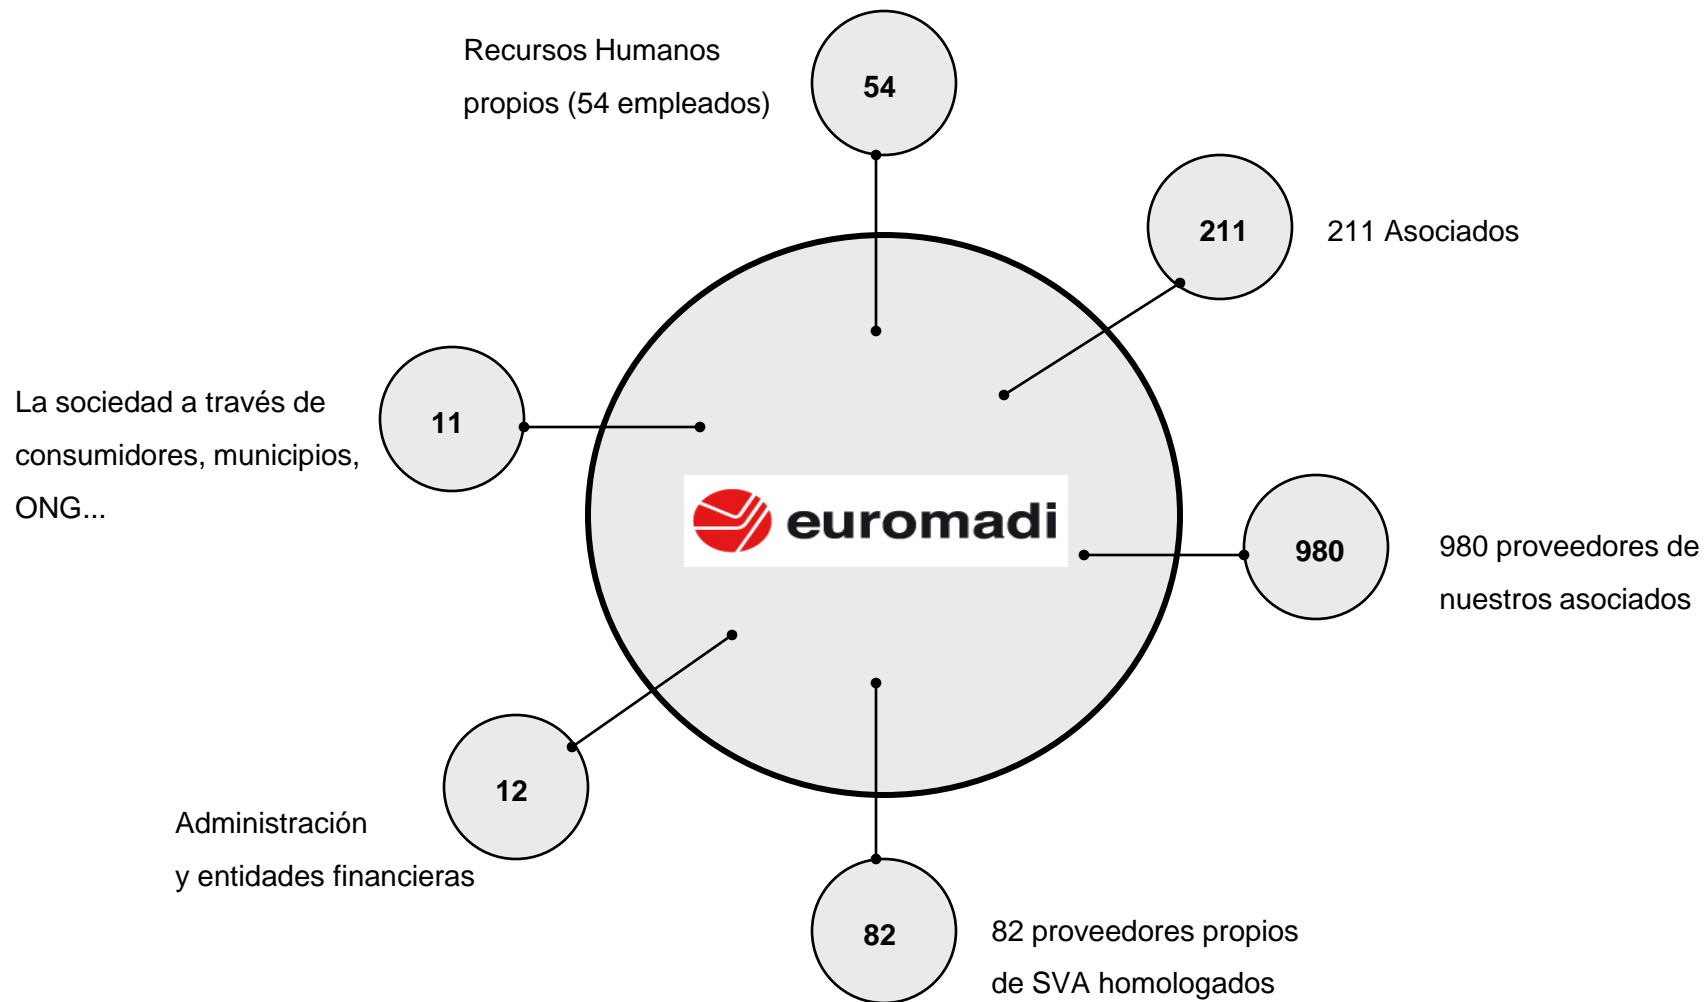 Recursos Humanos
propios (54 empleados)
54
211
211 Asociados
La sociedad a través de
consumidores, municipios,
ONG...
11
euromadi
980
980 proveedores de
nuestros asociados
12
Administración
y entidades financieras
82
82 proveedores propios
de SVA homologados